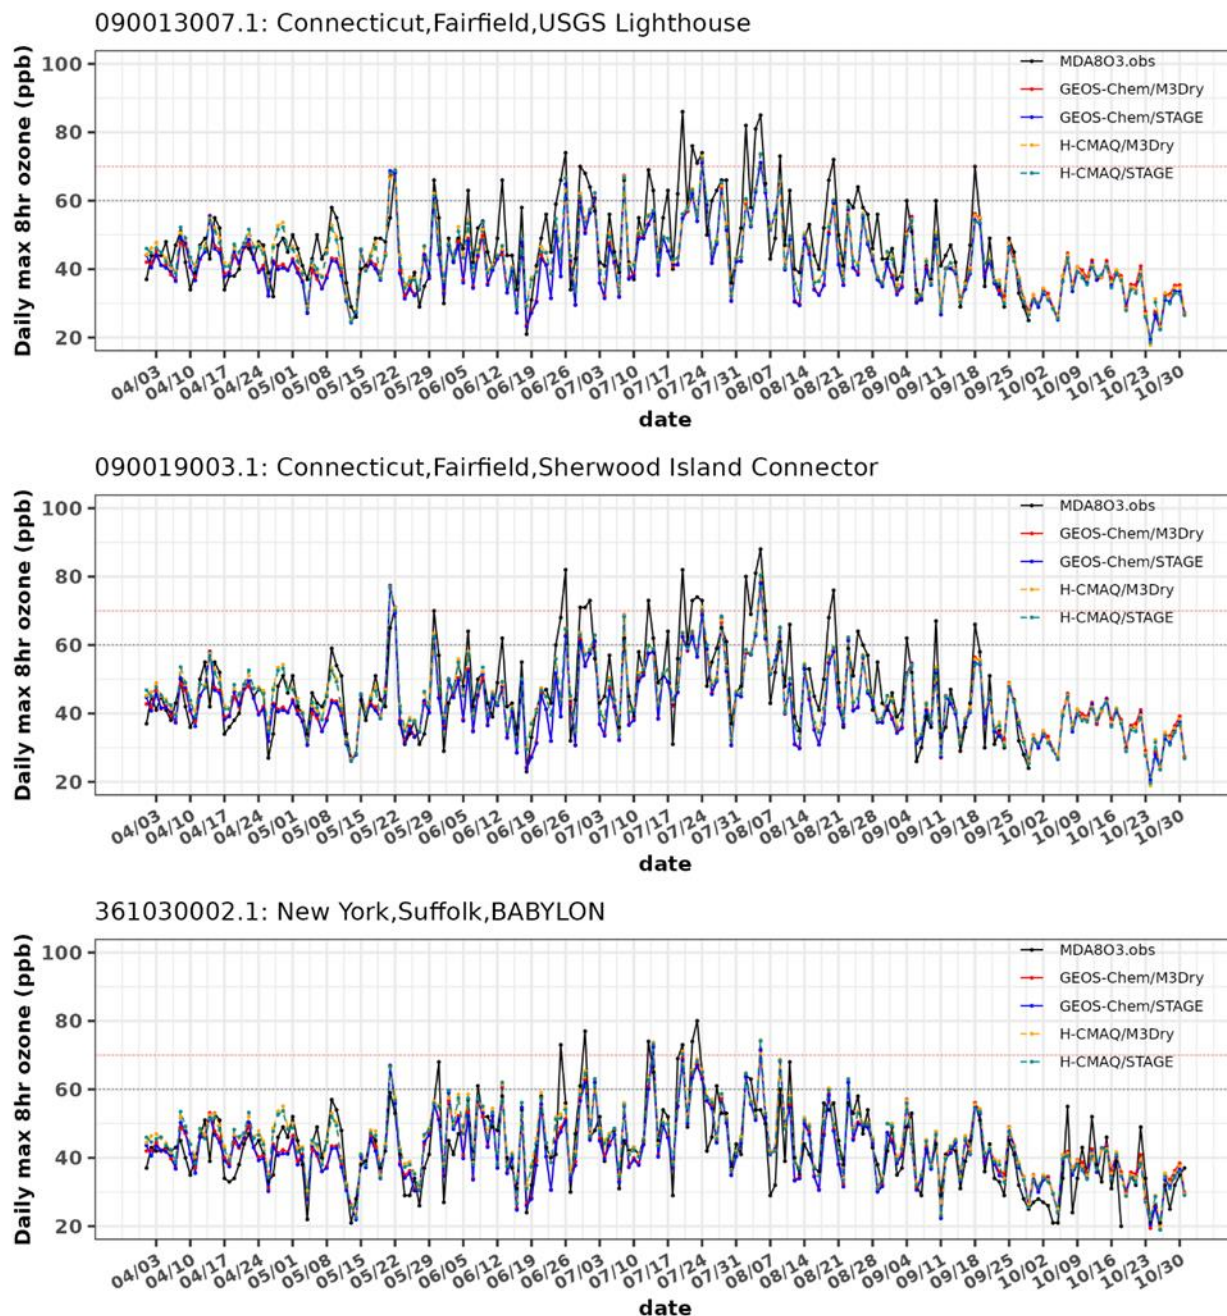 090013007.1: Connecticut,Fairfield,USGS Lighthouse
Daily max 8hr ozone (ppb)
100
80
60
40
20
MDA8O3.obs
GEOS-Chem/M3Dry
GEOS-Chem/STAGE
H-CMAQ/M3Dry
H-CMAQ/STAGE
04/03 04/10 04/17 04/24 05/01 05/08 05/15 05/22 05/29 06/05 06/12 06/19 06/26 07/03 07/10 07/17 07/24 07/31 08/07 08/14 08/21 08/28 09/04 09/11 09/18 09/25 10/02 10/09 10/16 10/23 10/30
date
090019003.1: Connecticut,Fairfield,Sherwood Island Connector
Daily max 8hr ozone (ppb)
100
80
60
40
20
MDA8O3.obs
GEOS-Chem/M3Dry
GEOS-Chem/STAGE
H-CMAQ/M3Dry
H-CMAQ/STAGE
04/03 04/10 04/17 04/24 05/01 05/08 05/15 05/22 05/29 06/05 06/12 06/19 06/26 07/03 07/10 07/17 07/24 07/31 08/07 08/14 08/21 08/28 09/04 09/11 09/18 09/25 10/02 10/09 10/16 10/23 10/30
date
361030002.1: New York,Suffolk,BABYLON
Daily max 8hr ozone (ppb)
100
80
60
40
20
MDA8O3.obs
GEOS-Chem/M3Dry
GEOS-Chem/STAGE
H-CMAQ/M3Dry
H-CMAQ/STAGE
04/03 04/10 04/17 04/24 05/01 05/08 05/15 05/22 05/29 06/05 06/12 06/19 06/26 07/03 07/10 07/17 07/24 07/31 08/07 08/14 08/21 08/28 09/04 09/11 09/18 09/25 10/02 10/09 10/16 10/23 10/30
date